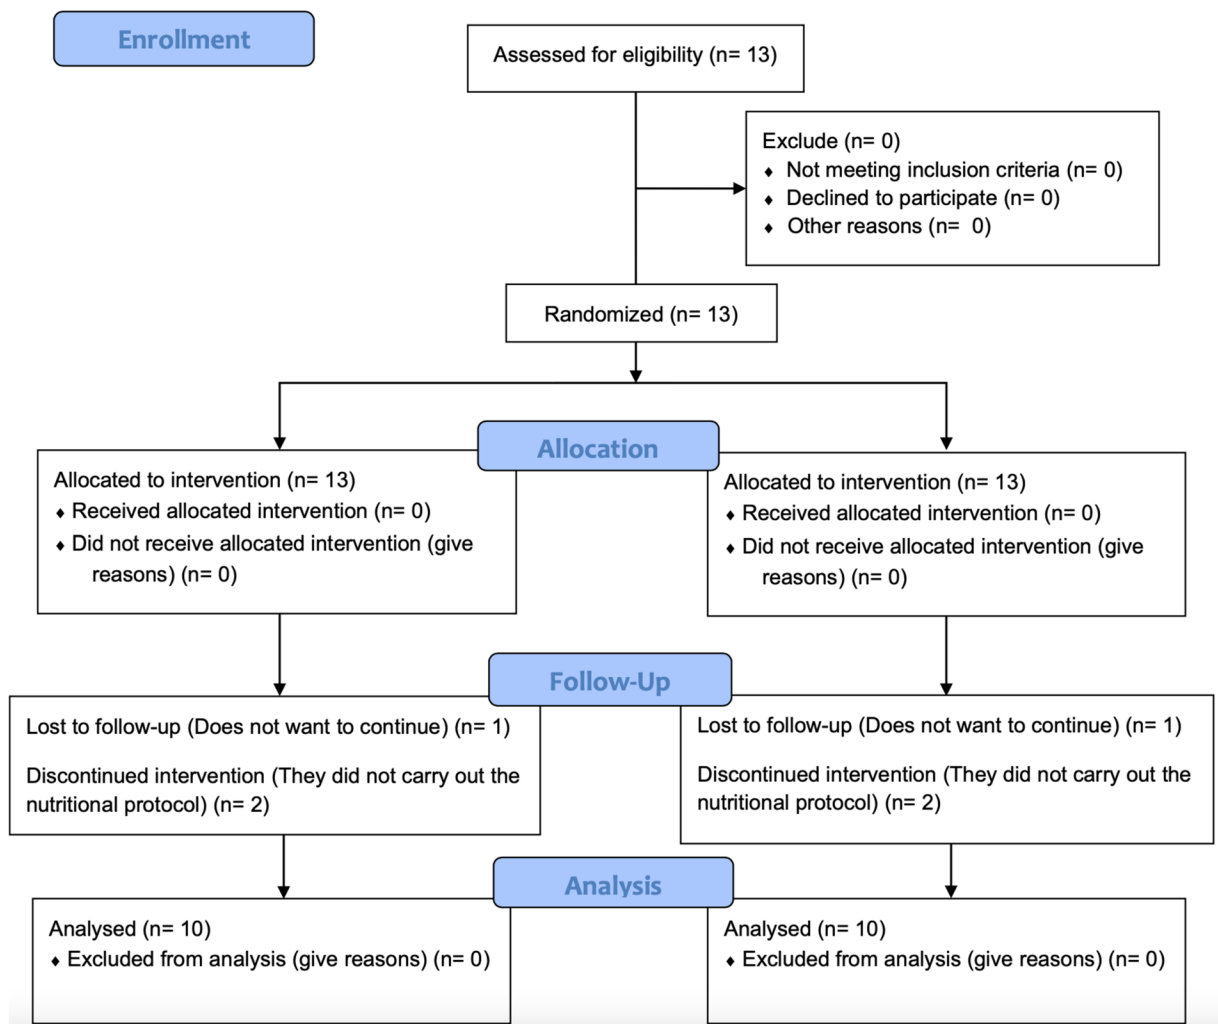 Enrollment
Assessed for eligibility (n= 13)
Exclude (n= 0)
♦ Not meeting inclusion criteria (n= 0)
♦ Declined to participate (n= 0)
♦ Other reasons (n=  0)
Randomized (n= 13)
Allocation
Allocated to intervention (n= 13)
♦ Received allocated intervention (n= 0)
♦ Did not receive allocated intervention (give
reasons) (n= 0)
Allocated to intervention (n= 13)
♦ Received allocated intervention (n= 0)
♦ Did not receive allocated intervention (give
reasons) (n= 0)
Follow-Up
Lost to follow-up (Does not want to continue) (n= 1)
Discontinued intervention (They did not carry out the
nutritional protocol) (n= 2)
Lost to follow-up (Does not want to continue) (n= 1)
Discontinued intervention (They did not carry out the
nutritional protocol) (n= 2)
Analysis
Analysed (n= 10)
♦ Excluded from analysis (give reasons) (n= 0)
Analysed (n= 10)
♦ Excluded from analysis (give reasons) (n= 0)